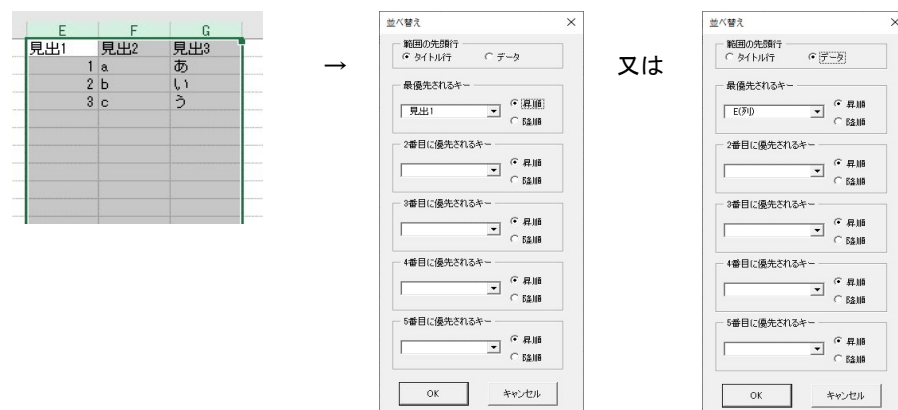 E F G
見出1 見出2 見出3
1 a あ
2 b い
3 c う
→
並べ替え
範囲の先頭行
タイトル行 データ
最優先されるキー
見出1
昇順
降順
2番目に優先されるキー
昇順
降順
3番目に優先されるキー
昇順
降順
4番目に優先されるキー
昇順
降順
5番目に優先されるキー
昇順
降順
OK キャンセル
又は
並べ替え
範囲の先頭行
タイトル行 データ
最優先されるキー
E(列)
昇順
降順
2番目に優先されるキー
昇順
降順
3番目に優先されるキー
昇順
降順
4番目に優先されるキー
昇順
降順
5番目に優先されるキー
昇順
降順
OK キャンセル